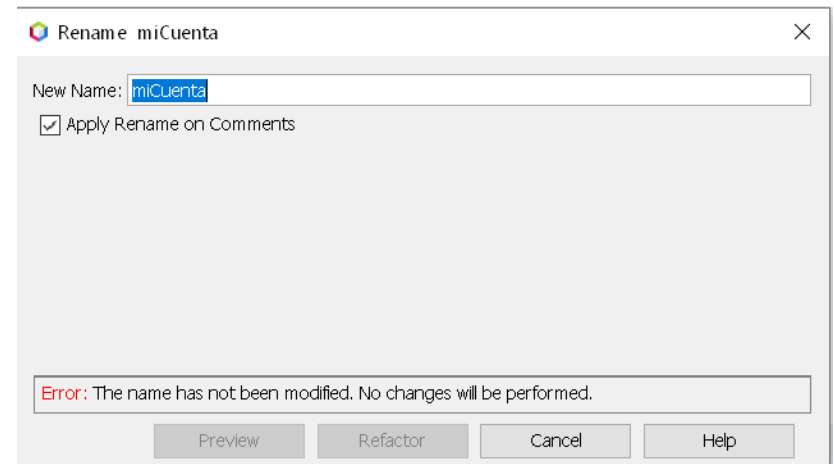 Rename miCuenta
New Name: miCuenta
Apply Rename on Comments
Error: The name has not been modified. No changes will be performed.
Preview Refactor Cancel Help